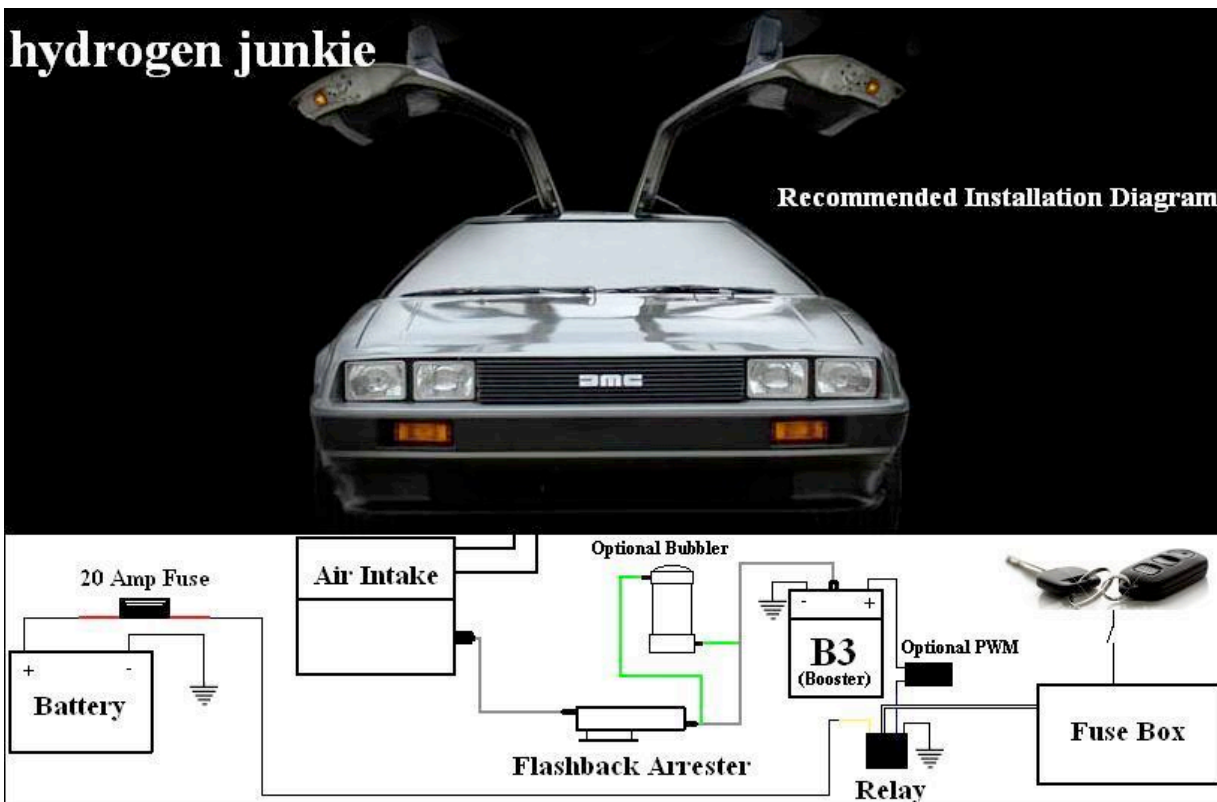 hydrogen junkie
Recommended Installation Diagram
DMC
20 Amp Fuse
Air Intake
Optional Bubbler
+ -
Battery
- +
B3
(Booster)
Optional PWM
Fuse Box
Flashback Arrester
Relay